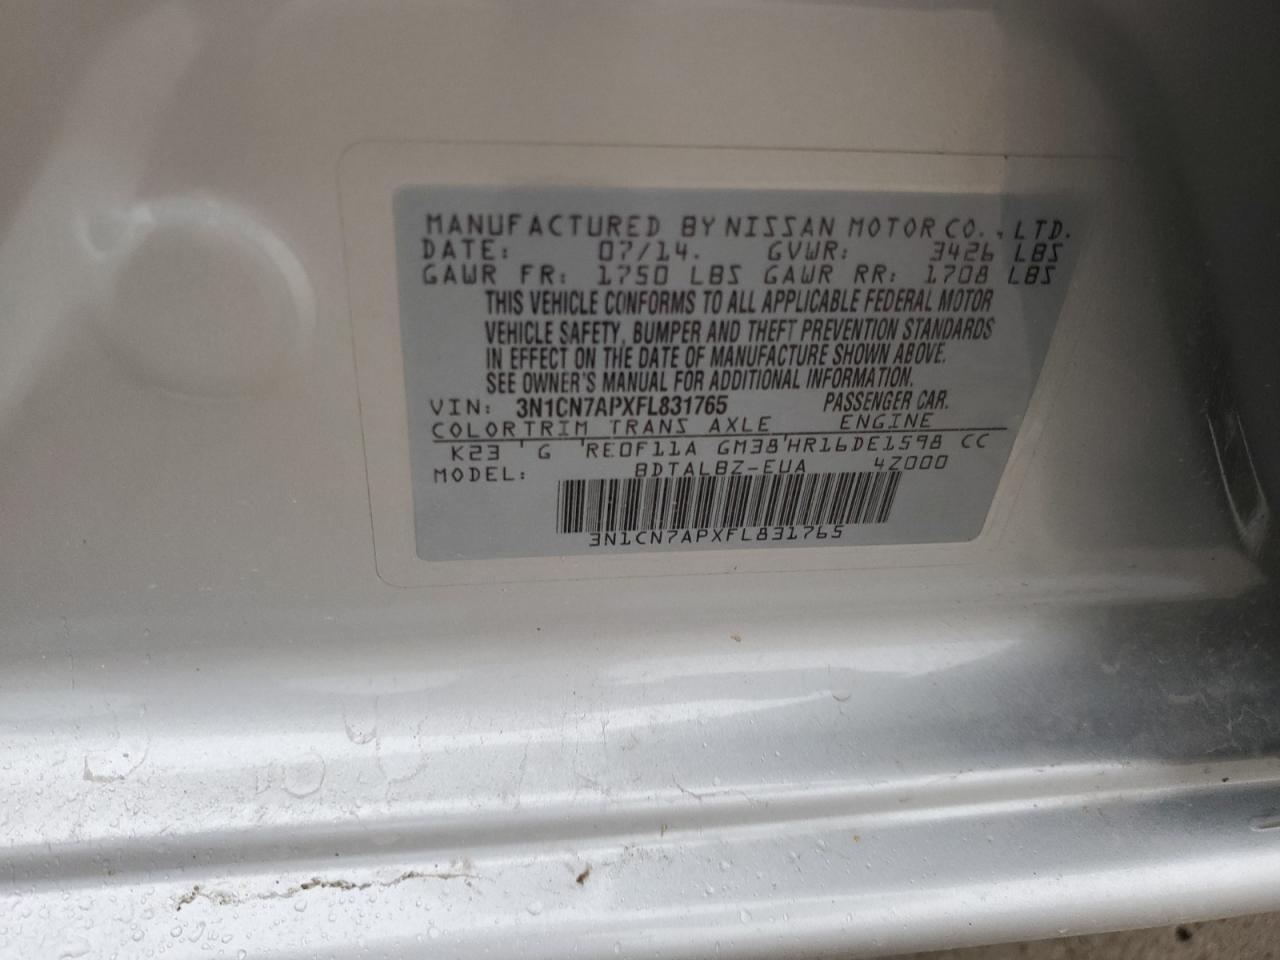 MANUFACTURED BY NISSAN MOTOR CO., LTD.
DATE: 07/14. GVWR: 3426 LBS
GAWR FR: 1750 LBS GAWR RR: 1708 LBS
THIS VEHICLE CONFORMS TO ALL APPLICABLE FEDERAL MOTOR
VEHICLE SAFETY, BUMPER AND THEFT PREVENTION STANDARDS
IN EFFECT ON THE DATE OF MANUFACTURE SHOWN ABOVE.
SEE OWNER'S MANUAL FOR ADDITIONAL INFORMATION.
VIN: 3N1CN7APXFL831765 PASSENGER CAR.
COLOR TRIM TRANS AXLE ENGINE
K23 G RE0F11A GM38 HR16DE1598 CC
MODEL: BDTALBZ-EUA 4Z000
3N1CN7APXFL831765